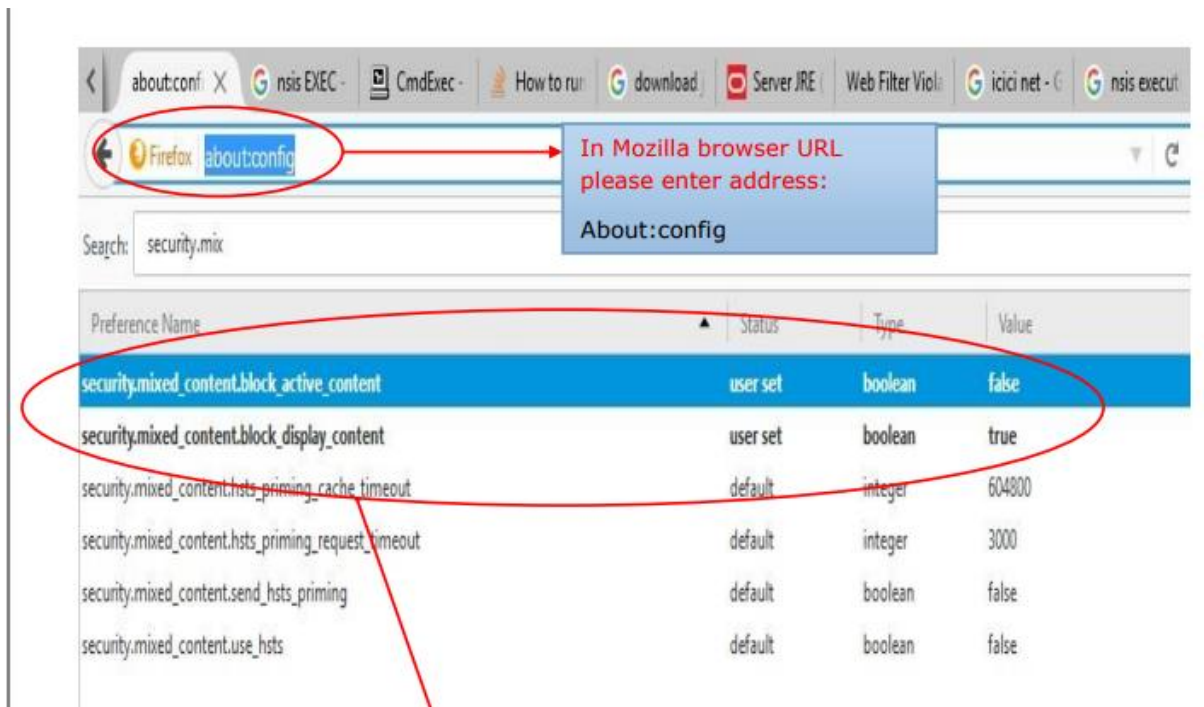 about:conf
nsis EXEC -
CmdExec -
How to run
download j
Server JRE (
Web Filter Viola
icici net - G
nsis execut
Firefox about:config
In Mozilla browser URL
please enter address:
About:config
Search: security.mix
Preference Name Status Type Value
security.mixed_content.block_active_content user set boolean false
security.mixed_content.block_display_content user set boolean true
security.mixed_content.hsts_priming_cache_timeout default integer 604800
security.mixed_content.hsts_priming_request_timeout default integer 3000
security.mixed_content.send_hsts_priming default boolean false
security.mixed_content.use_hsts default boolean false